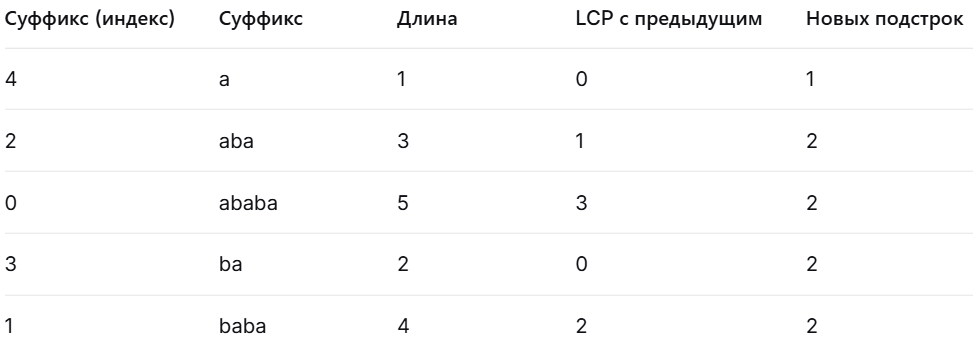 Суффикс (индекс) Суффикс Длина LCP с предыдущим Новых подстрок
4 a 1 0 1
2 aba 3 1 2
0 ababa 5 3 2
3 ba 2 0 2
1 baba 4 2 2